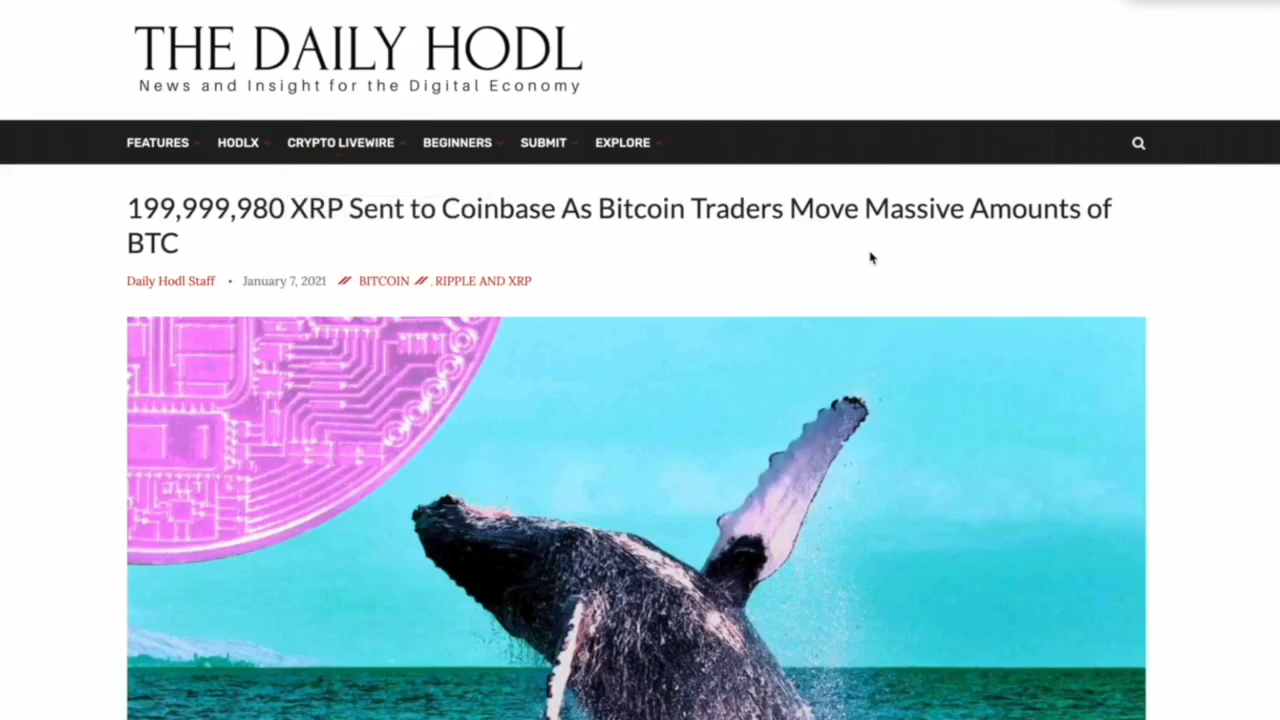 THE DAILY HODL
News and Insight for the Digital Economy
FEATURES HODLX CRYPTO LIVEWIRE BEGINNERS SUBMIT EXPLORE
199,999,980 XRP Sent to Coinbase As Bitcoin Traders Move Massive Amounts of
BTC
Daily Hodl Staff • January 7, 2021 // BITCOIN // , RIPPLE AND XRP